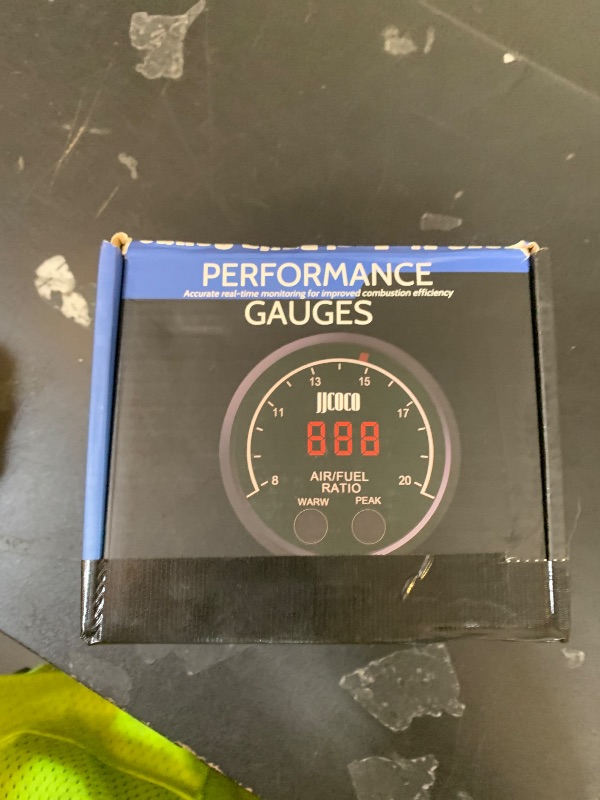 PERFORMANCE
Accurate real-time monitoring for improved combustion efficiency
GAUGES
13 15
JJCOCO
11 17
888
8 AIR/FUEL 20
RATIO
WARW PEAK